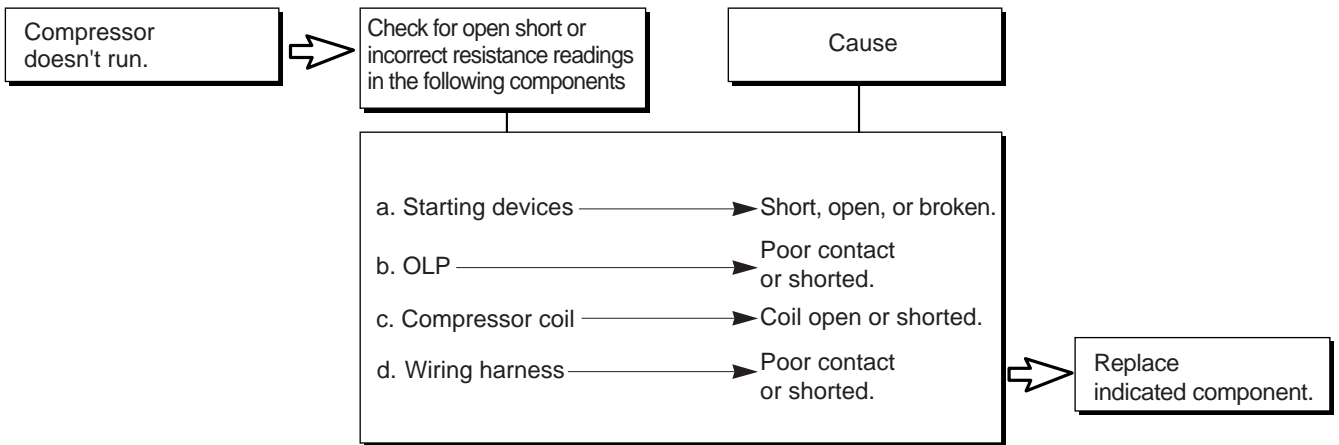 Compressor
doesn't run.
Check for open short or
incorrect resistance readings
in the following components
Cause
a. Starting devices
Short, open, or broken.
b. OLP
Poor contact
or shorted.
c. Compressor coil
Coil open or shorted.
d. Wiring harness
Poor contact
or shorted.
Replace
indicated component.